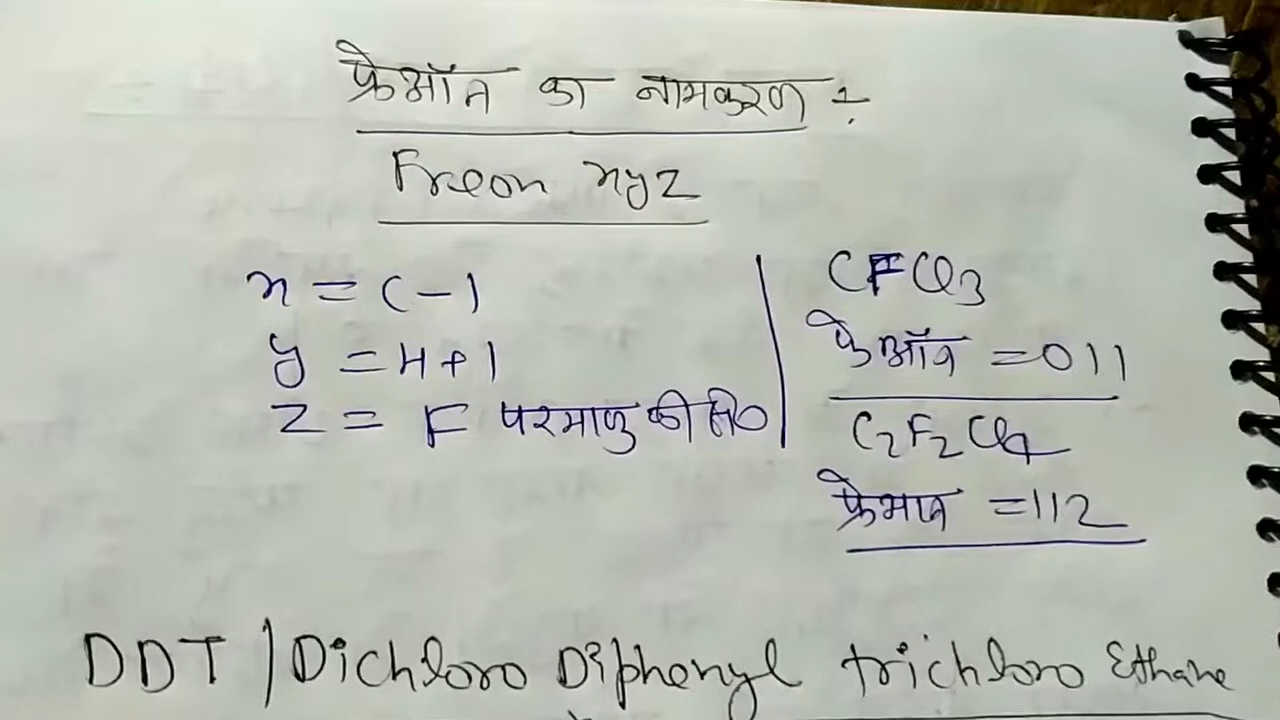 फ्रेऑन का नामकरण :-
Freon xyz
x = C-1
y = H+1
z = F परमाणु की सं०
CFCl3
फ्रेऑन =011
C2F2Cl4
फ्रेऑन =112
DDT / Dichloro Diphenyl trichloro Ethane